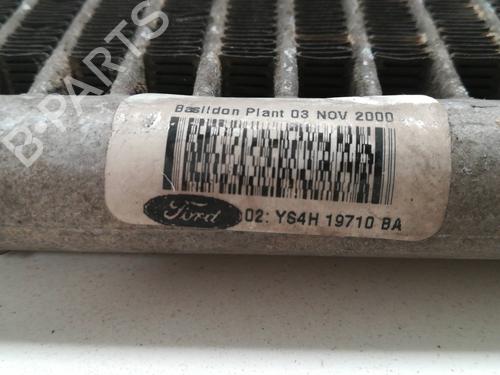 B-PARTS
Basildon Plant 03 NOV 2000
Ford 02: YS4H 19710 BA